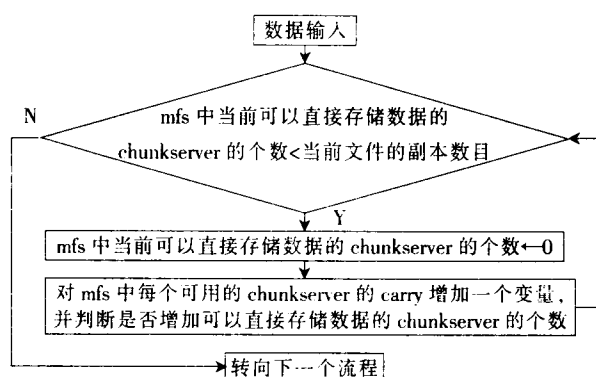 数据输入
N
mfs 中当前可以直接存储数据的
chunkserver 的个数<当前文件的副本数目
Y
mfs 中当前可以直接存储数据的 chunkserver 的个数←0
对 mfs 中每个可用的 chunkserver 的 carry 增加一个变量,
并判断是否增加可以直接存储数据的 chunkserver 的个数
转向下一个流程